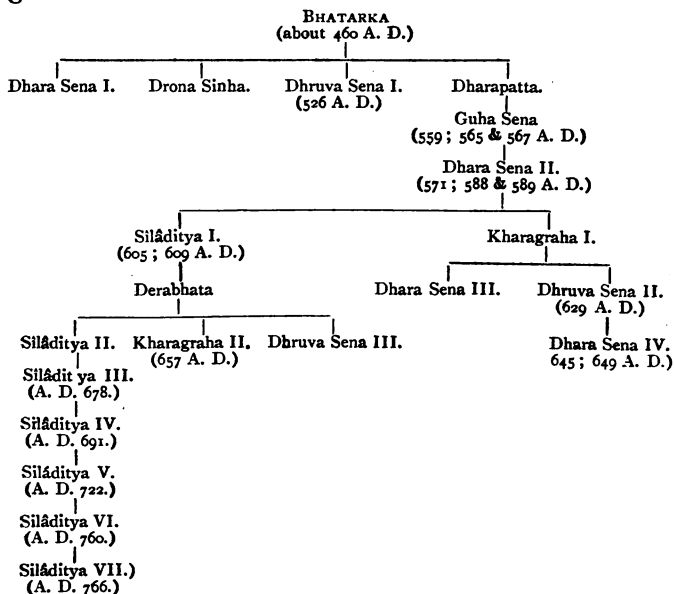 BHATARKA
(about 460 A. D.)
Dhara Sena I. Drona Sinha. Dhruva Sena I. Dharapatta.
(526 A. D.)
Guha Sena
(559; 565 & 567 A. D.)
Dhara Sena II.
(571; 588 & 589 A. D.)
Silâditya I. Kharagraha I.
(605; 609 A. D.)
Derabhata Dhara Sena III. Dhruva Sena II.
(629 A. D.)
Silâditya II. Kharagraha II. Dhruva Sena III. Dhara Sena IV.
(657 A. D.) 645; 649 A. D.)
Silâdit ya III.
(A. D. 678.)
Silâditya IV.
(A. D. 691.)
Silâditya V.
(A. D. 722.)
Silâditya VI.
(A. D. 760.)
Silâditya VII.)
(A. D. 766.)